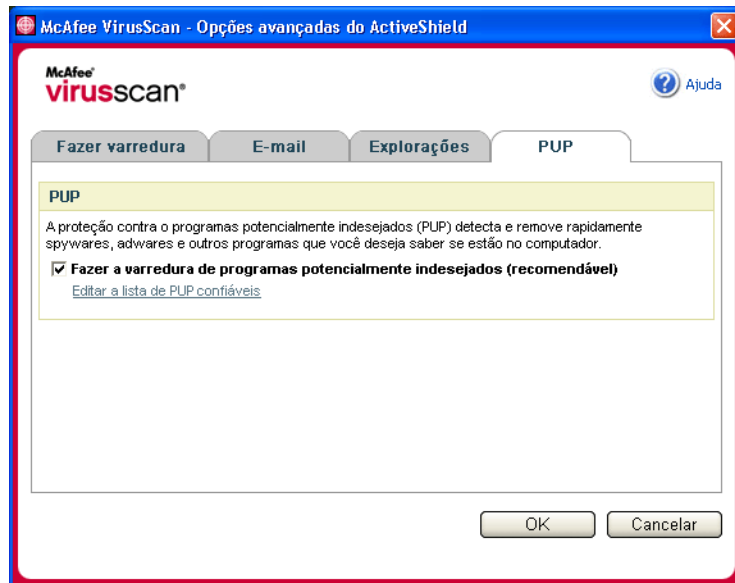 McAfee VirusScan - Opções avançadas do ActiveShield
McAfee®
virusscan®
? Ajuda
Fazer varredura
E-mail
Explorações
PUP
PUP
A proteção contra o programas potencialmente indesejados (PUP) detecta e remove rapidamente
spywares, adwares e outros programas que você deseja saber se estão no computador.
Fazer a varredura de programas potencialmente indesejados (recomendável)
Editar a lista de PUP confiáveis
OK
Cancelar